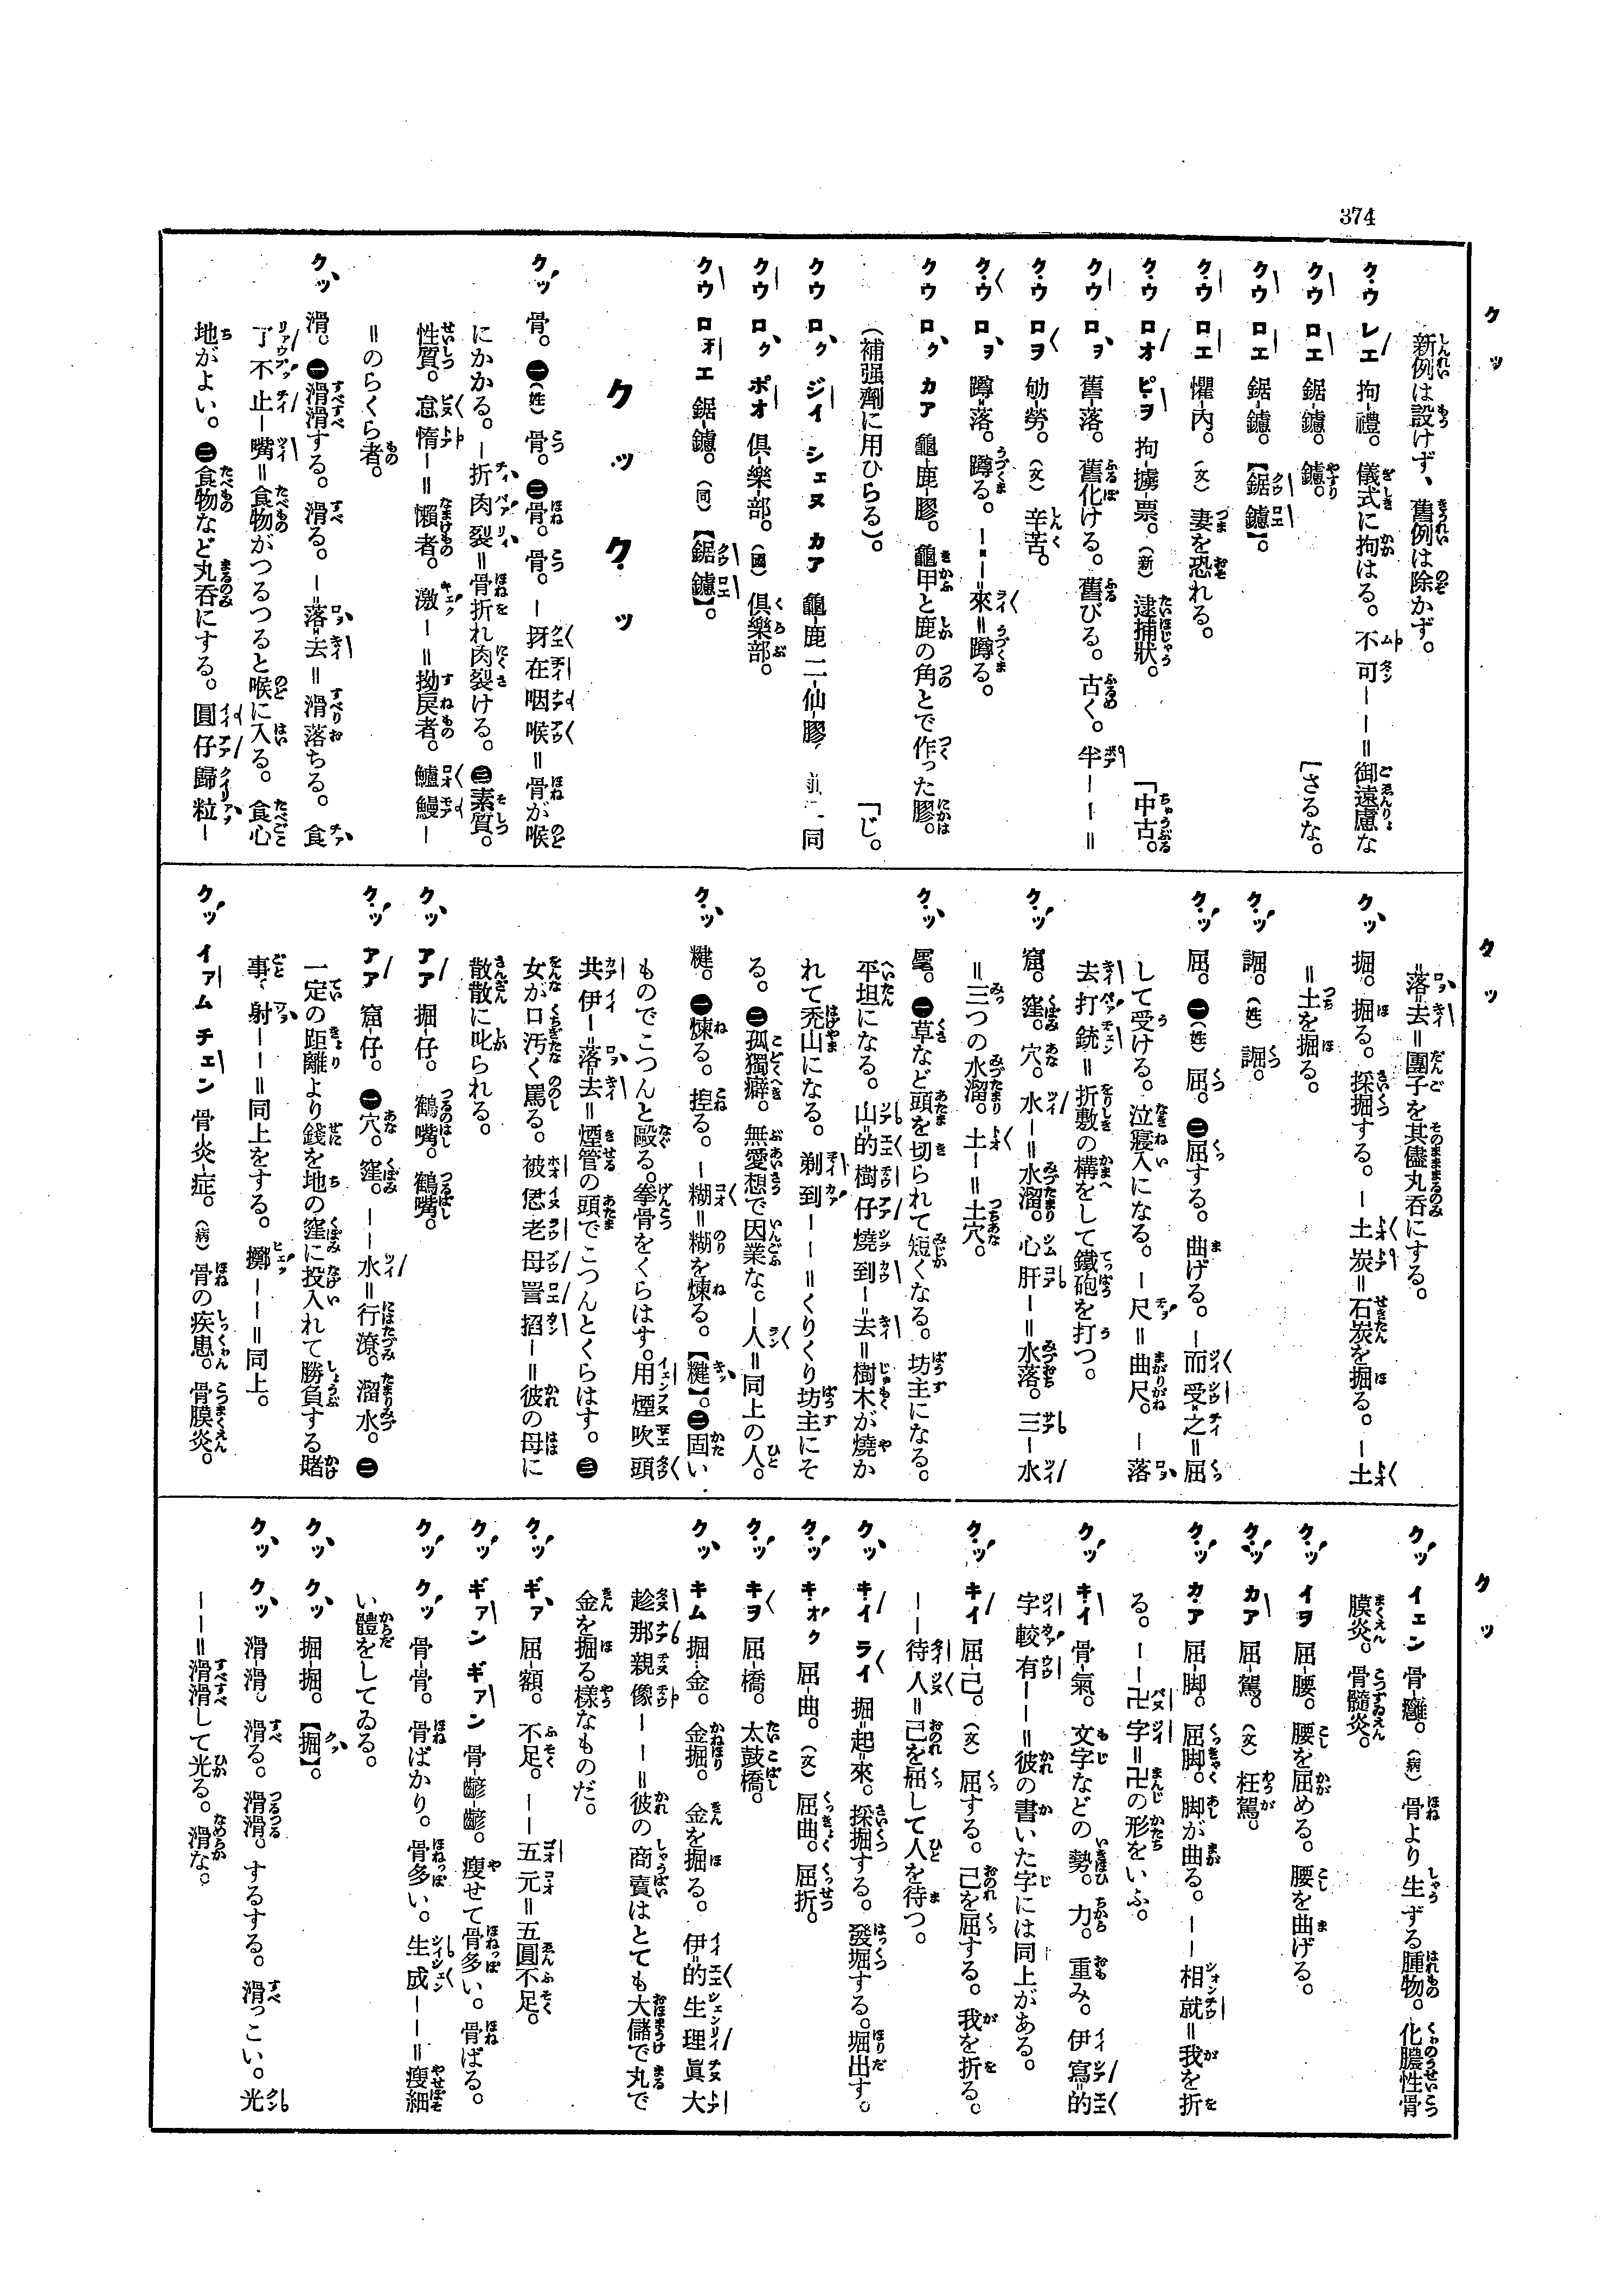 374
クッ
新例は設けず、舊例は除かず。
ク・ウ レエ 拘-禮。儀式に拘はる。不可——＝御遠慮な
クウ ロエ 鋸-鑢。鑢。 「さるな。
クウ ロエ 鋸-鑢。【鋸鑢】。
ク・ウ ロエ 懼-內。（文）妻を恐れる。
ク・ウ ロオ ピ・ヲ 拘-擄-票。（新）逮捕狀。 「中古。
クウ ロヲ 舊-落。舊化ける。舊びる。古く。半——＝
ク・ウ ロヲ 劬-勞。（文）辛苦。
ク・ウ ロヲ 蹲落。蹲る。——來＝蹲る。
クウ ロク カア 龜-鹿-膠。龜甲と鹿の角とで作った膠。
（補强劑に用ひらる）。 「じ。
クウ ロク ジイ シェヌ カア 龜-鹿 二-仙-膠 同
クウ ロク ポオ 俱-樂-部。（國）俱樂部。
クウ ロオエ 鋸-鑢。（同）【鋸鑢】。
クッ ク・ッ
クッ 骨。㊀（姓）骨。㊁骨。骨。—㧎在咽喉＝骨が喉
にかかる。—折肉裂＝骨折れ肉裂ける。㊂素質。
性質。怠惰—＝懶者。激—＝拗戾者。鱸鰻—
＝のらくら者。
クッ 滑。㊀滑滑する。滑る。—落去＝滑落ちる。食
了不止—嘴＝食物がつるつると喉に入る。食心
地がよい。㊁食物など丸吞にする。圓仔歸粒—
クッ
落去＝團子を其儘丸吞にする。
ク・ッ 掘。掘る。採掘する。—土炭＝石炭を掘る。—土
＝土を掘る。
ク・ッ 詘。（姓）詘。
ク・ッ 屈。㊀（姓）屈。㊁屈する。曲げる。—而受之＝屈
して受ける。泣寢入になる。—尺＝曲尺。—落
去打銃＝折敷の構をして鐵砲を打つ。
ク・ッ 窟。窪。穴。水—＝水溜。心肝—＝水落。三—水
＝三つの水溜。土—＝土穴。
㊀草など頭を切られて短くなる。坊主になる。
平坦になる。山的樹仔燒到—去＝樹木が燒か
れて禿山になる。剃到——＝くりくり坊主にそ
る。㊁孤獨癖。無愛想で因業な。—人＝同上の人。
㊀煉る。揑る。—糊＝糊を煉る。㊁固い
ものでこつんと毆る。拳骨をくらはす。用煙吹頭
共伊—落去＝煙管の頭でこつんとくらはす。㊂
女が口汚く罵る。被伲老母詈掐—＝彼の母に
散散に叱られる。
クッ アア 掘-仔。鶴嘴。鶴嘴。
ク・ッ アア 窟-仔。㊀穴。窪。——水＝行潦。溜水。㊁
一定の距離より錢を地の窪に投入れて勝負する賭
事。射——＝同上をする。擲——＝同上。
クッ イアム チェン 骨-炎-症。（病）骨の疾患。骨膜炎。
クッ
クッ イェン 骨-癰。（病）骨より生ずる腫物。化膿性骨
膜炎。骨髓炎。
ク・ッ イヲ 屈-腰。腰を屈める。腰を曲げる。
ク・ッ カア 屈-駕。（文）枉駕。
ク・ッ カ・ア 屈-脚。屈脚。脚が曲る。——相就＝我を折
る。——卍字＝卍の形をいふ。
クッ キ・イ 骨-氣。文字などの勢。力。重み。伊寫的
字較有——＝彼の書いた字には同上がある。
ク・ッ キイ 屈-己。（文）屈する。己を屈する。我を折る。
——待人＝己を屈して人を待つ。
クッ キ・イ ライ 掘起來。採掘する。發掘する。堀出す。
ク・ッ キ・オク 屈-曲。（文）屈曲。屈折。
ク・ッ キヲ 屈-橋。太鼓橋。
クッ キム 掘-金。金掘。金を掘る。伊的生理眞大
趁那親像——＝彼の商賣はとても大儲で丸で
金を掘る樣なものだ。
ク・ッ ギア 屈-額。不足。——五元＝五圓不足。
クッ ギアン ギアン 骨-齴-齴。瘦せて骨多い。骨ばる。
クッ クッ 骨-骨。骨ばかり。骨多い。生成——＝瘦細
い體をしてゐる。
クッ クッ 掘-掘。【掘】。
クッ クッ 滑-滑。滑る。滑滑。するする。滑っこい。光
——＝滑滑して光る。滑な。